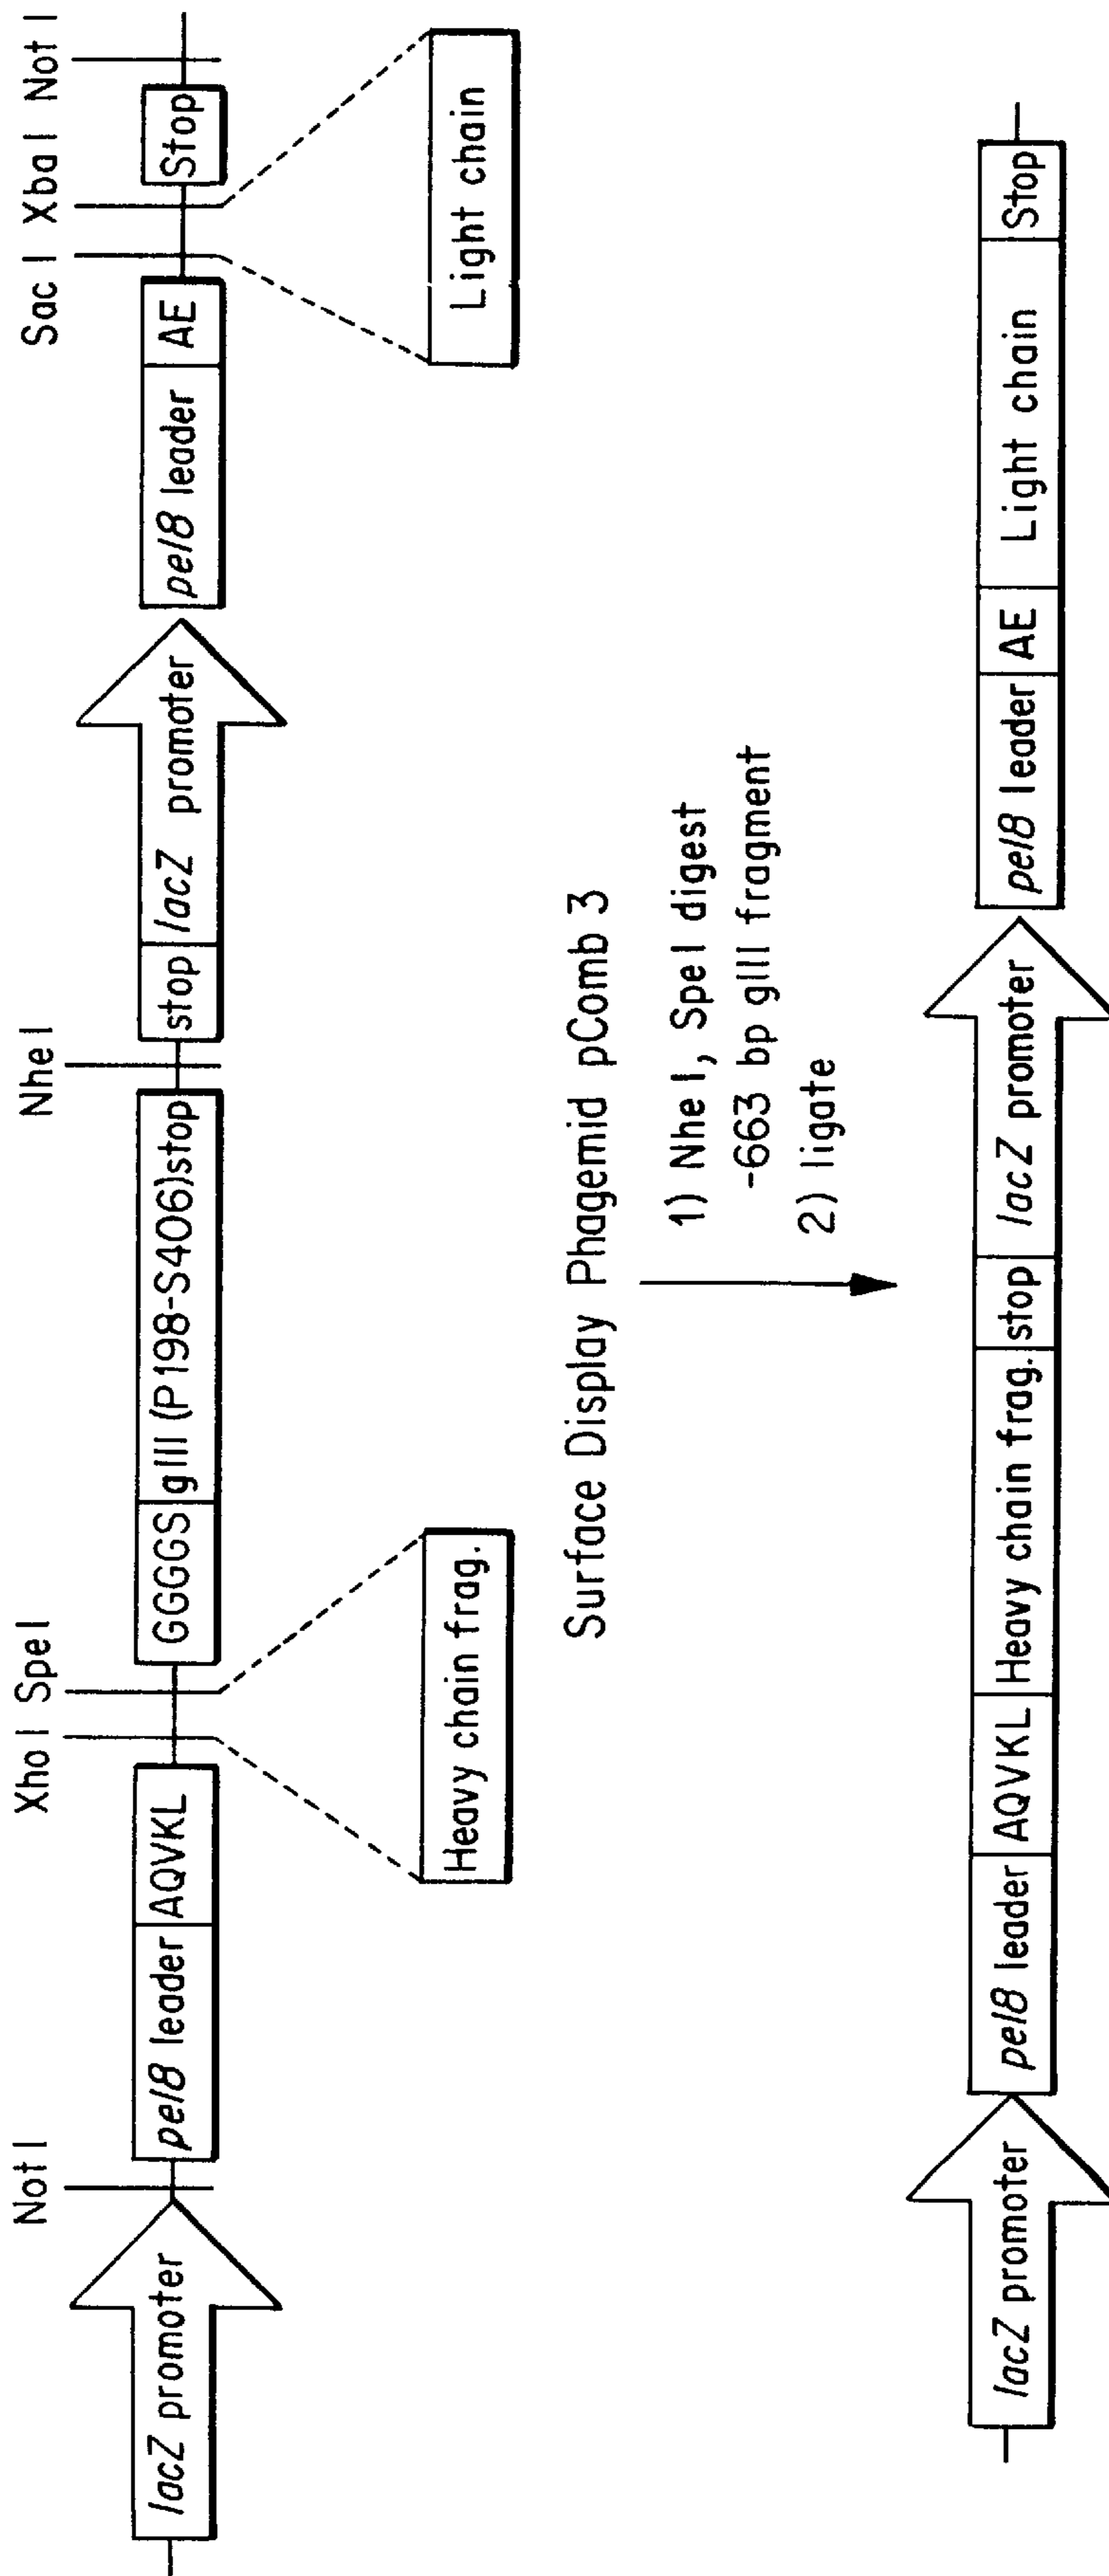 Not I
Xho I Spe I
Nhe I
Sac I Xba I Not I
lacZ promoter
pelB leader
AQVKL
GGGGS
gIII (P198-S406)stop
stop
lacZ promoter
pelB leader
AE
Stop
Heavy chain frag.
Light chain
Surface Display Phagemid pComb 3
1) Nhe I, Spe I digest
-663 bp gIII fragment
2) ligate
lacZ promoter
pelB leader
AQVKL
Heavy chain frag.
stop
lacZ promoter
pelB leader
AE
Light chain
Stop